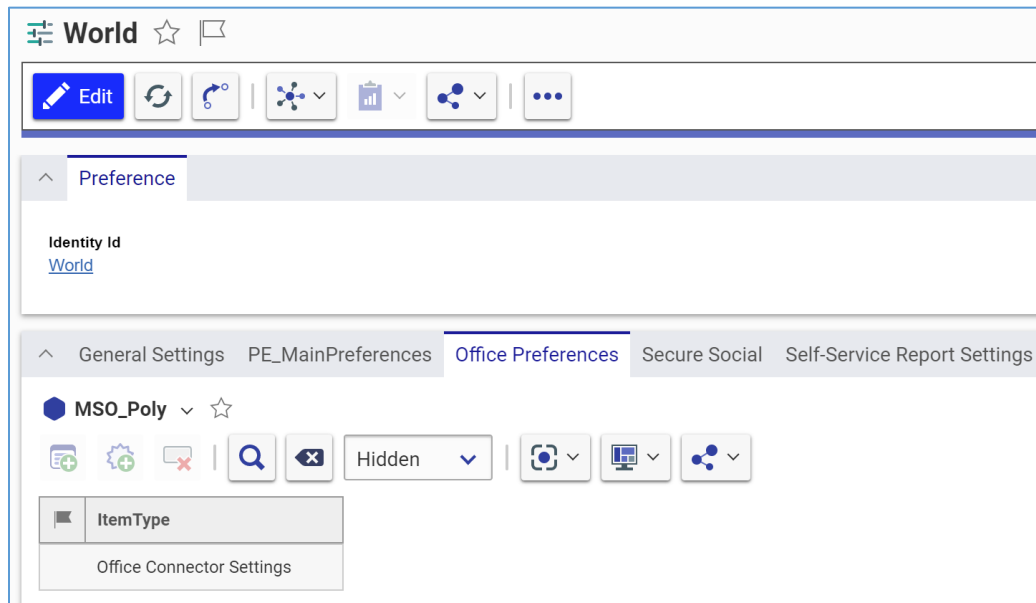 World
Edit
Preference
Identity Id
World
General Settings PE_MainPreferences Office Preferences Secure Social Self-Service Report Settings
MSO_Poly
Hidden
ItemType
Office Connector Settings